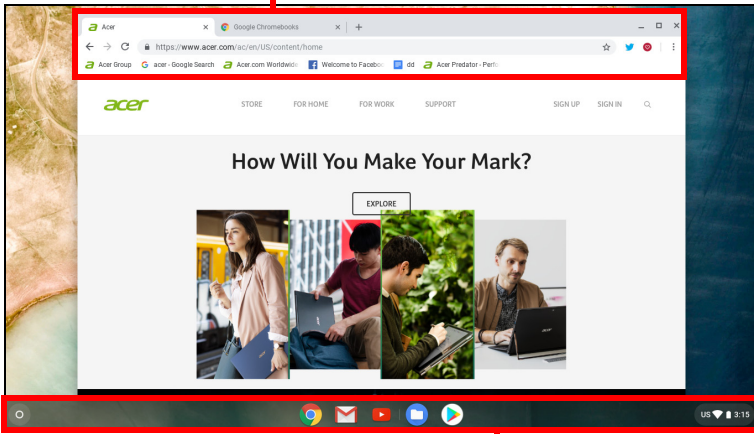 Acer
Google Chromebooks
https://www.acer.com/ac/en/US/content/home
Acer Group acer - Google Search Acer.com Worldwide Welcome to Faceboo dd Acer Predator - Perfo
acer STORE FOR HOME FOR WORK SUPPORT SIGN UP SIGN IN
How Will You Make Your Mark?
EXPLORE
acer
US 3:15